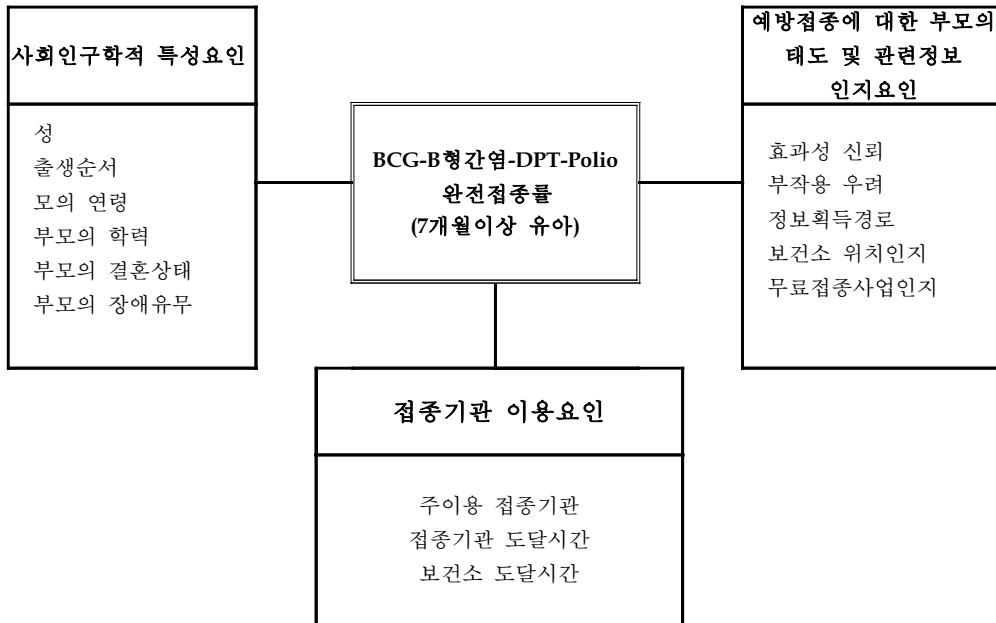 사회인구학적 특성요인
성
출생순서
모의 연령
부모의 학력
부모의 결혼상태
부모의 장애유무
BCG-B형간염-DPT-Polio
완전접종률
(7개월이상 유아)
예방접종에 대한 부모의
태도 및 관련정보
인지요인
효과성 신뢰
부작용 우려
정보획득경로
보건소 위치인지
무료접종사업인지
접종기관 이용요인
주이용 접종기관
접종기관 도달시간
보건소 도달시간